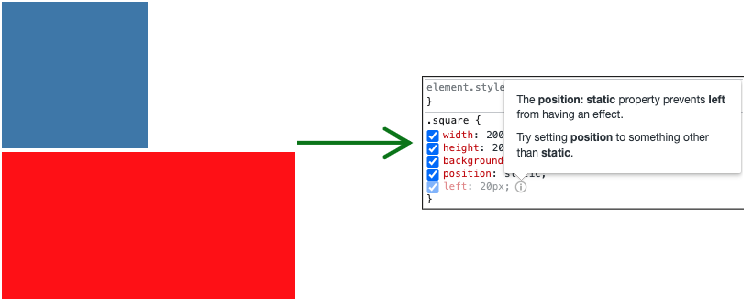 element.style
}
The position: static property prevents left
from having an effect.
Try setting position to something other
than static.
.square {
width: 200
height: 20
background
position: static;
left: 20px;
}